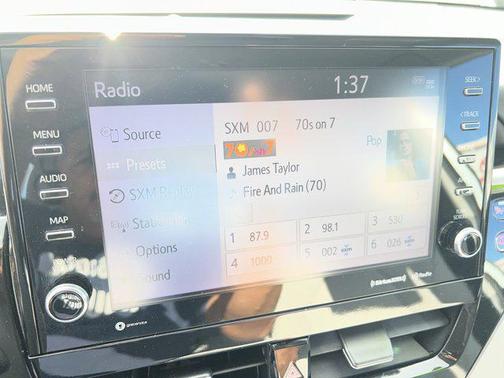 Radio
1:37
HOME
MENU
AUDIO
MAP
SEEK>
<TRACK
Source
Presets
Options
Sound
SXM 007 70s on 7
Pop
James Taylor
Fire And Rain (70)
1 87.9
2 98.1
3 530
4 1000
5 002
6 026
SCROLL